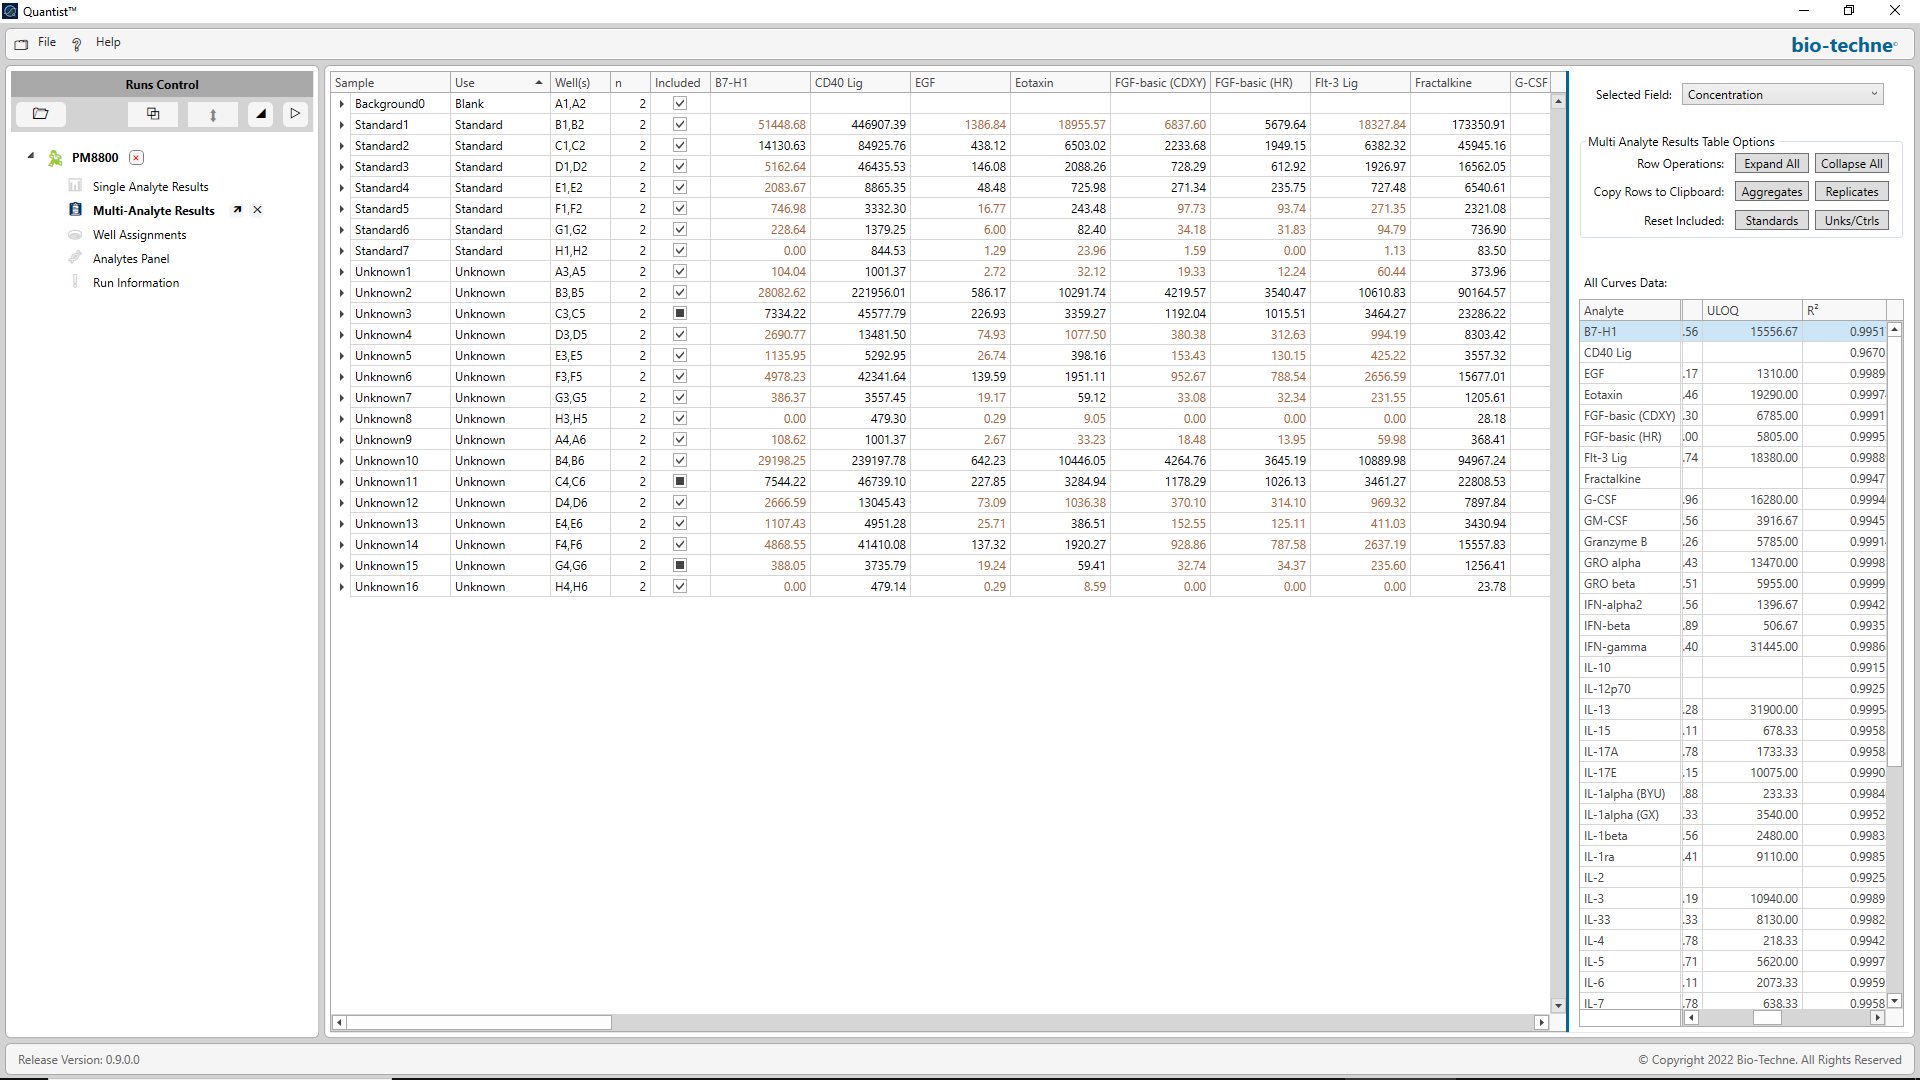 Quantist™
File Help
bio-techne
Runs Control
PM8800
Single Analyte Results
Multi-Analyte Results
Well Assignments
Analytes Panel
Run Information
Sample Use Well(s) n Included B7-H1 CD40 Lig EGF Eotaxin FGF-basic (CDXY) FGF-basic (HR) Flt-3 Lig Fractalkine G-CSF
Background0 Blank A1,A2 2
Standard1 Standard B1,B2 2 51448.68 446907.39 1386.84 18955.57 6837.60 5679.64 18327.84 173350.91
Standard2 Standard C1,C2 2 14130.63 84925.76 438.12 6503.02 2233.68 1949.15 6382.32 45945.16
Standard3 Standard D1,D2 2 5162.64 46435.53 146.08 2088.26 728.29 612.92 1926.97 16562.05
Standard4 Standard E1,E2 2 2083.67 8865.35 48.48 725.98 271.34 235.75 727.48 6540.61
Standard5 Standard F1,F2 2 746.98 3332.30 16.77 243.48 97.73 93.74 271.35 2321.08
Standard6 Standard G1,G2 2 228.64 1379.25 6.00 82.40 34.18 31.83 94.79 736.90
Standard7 Standard H1,H2 2 0.00 844.53 1.29 23.96 1.59 0.00 1.13 83.50
Unknown1 Unknown A3,A5 2 104.04 1001.37 2.72 32.12 19.33 12.24 60.44 373.96
Unknown2 Unknown B3,B5 2 28082.62 221956.01 586.17 10291.74 4219.57 3540.47 10610.83 90164.57
Unknown3 Unknown C3,C5 2 7334.22 45577.79 226.93 3359.27 1192.04 1015.51 3464.27 23286.22
Unknown4 Unknown D3,D5 2 2690.77 13481.50 74.93 1077.50 380.38 312.63 994.19 8303.42
Unknown5 Unknown E3,E5 2 1135.95 5292.95 26.74 398.16 153.43 130.15 425.22 3557.32
Unknown6 Unknown F3,F5 2 4978.23 42341.64 139.59 1951.11 952.67 788.54 2656.59 15677.01
Unknown7 Unknown G3,G5 2 386.37 3557.45 19.17 59.12 33.08 32.34 231.55 1205.61
Unknown8 Unknown H3,H5 2 0.00 479.30 0.29 9.05 0.00 0.00 0.00 28.18
Unknown9 Unknown A4,A6 2 108.62 1001.37 2.67 33.23 18.48 13.95 59.98 368.41
Unknown10 Unknown B4,B6 2 29198.25 239197.78 642.23 10446.05 4264.76 3645.19 10889.98 94967.24
Unknown11 Unknown C4,C6 2 7544.22 46739.10 227.85 3284.94 1178.29 1026.13 3461.27 22808.53
Unknown12 Unknown D4,D6 2 2666.59 13045.43 73.09 1036.38 370.10 314.10 969.32 7897.84
Unknown13 Unknown E4,E6 2 1107.43 4951.28 25.71 386.51 152.55 125.11 411.03 3430.94
Unknown14 Unknown F4,F6 2 4868.55 41410.08 137.32 1920.27 928.86 787.58 2637.19 15557.83
Unknown15 Unknown G4,G6 2 388.05 3735.79 19.24 59.41 32.74 34.37 235.60 1256.41
Unknown16 Unknown H4,H6 2 0.00 479.14 0.29 8.59 0.00 0.00 0.00 23.78
Selected Field: Concentration
Multi Analyte Results Table Options
Row Operations: Expand All Collapse All
Copy Rows to Clipboard: Aggregates Replicates
Reset Included: Standards Unks/Ctrls
All Curves Data:
Analyte ULOQ R²
B7-H1 .56 15556.67 0.9951
CD40 Lig 0.9670
EGF .17 1310.00 0.9989
Eotaxin .46 19290.00 0.9997
FGF-basic (CDXY) .30 6785.00 0.9991
FGF-basic (HR) .00 5805.00 0.9995
Flt-3 Lig .74 18380.00 0.9988
Fractalkine 0.9947
G-CSF .96 16280.00 0.9994
GM-CSF .56 3916.67 0.9945
Granzyme B .26 5785.00 0.9991
GRO alpha .43 13470.00 0.9998
GRO beta .51 5955.00 0.9999
IFN-alpha2 .56 1396.67 0.9942
IFN-beta .89 506.67 0.9935
IFN-gamma .40 31445.00 0.9986
IL-10 0.9915
IL-12p70 0.9925
IL-13 .28 31900.00 0.9995
IL-15 .11 678.33 0.9958
IL-17A .78 1733.33 0.9958
IL-17E .15 10075.00 0.9990
IL-1alpha (BYU) .88 233.33 0.9984
IL-1alpha (GX) .33 3540.00 0.9952
IL-1beta .56 2480.00 0.9983
IL-1ra .41 9110.00 0.9985
IL-2 0.9925
IL-3 .19 10940.00 0.9989
IL-33 .33 8130.00 0.9982
IL-4 .78 218.33 0.9942
IL-5 .71 5620.00 0.9997
IL-6 .11 2073.33 0.9959
IL-7 .78 638.33 0.9958
Release Version: 0.9.0.0
© Copyright 2022 Bio-Techne. All Rights Reserved